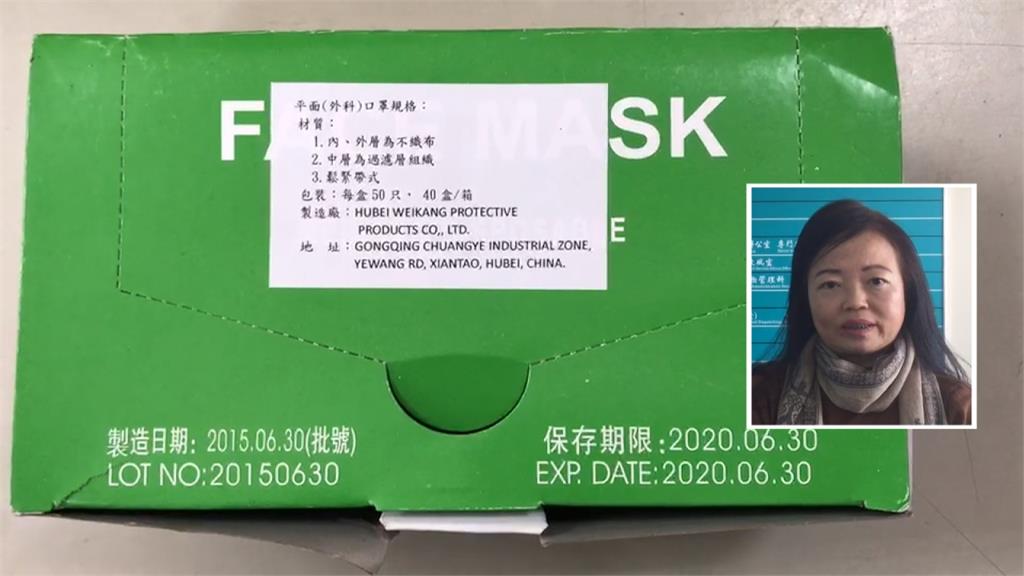 FACE MASK
平面(外科)口罩規格：
材質：
1.內、外層為不織布
2.中層為過濾層組織
3.鬆緊帶式
包裝：每盒50只， 40盒/箱
製造廠：HUBEI WEIKANG PROTECTIVE
PRODUCTS CO,, LTD.
地 址：GONGQING CHUANGYE INDUSTRIAL ZONE,
YEWANG RD, XIANTAO, HUBEI, CHINA.
製造日期: 2015.06.30(批號)
LOT NO:20150630
保存期限:2020.06.30
EXP. DATE:2020.06.30